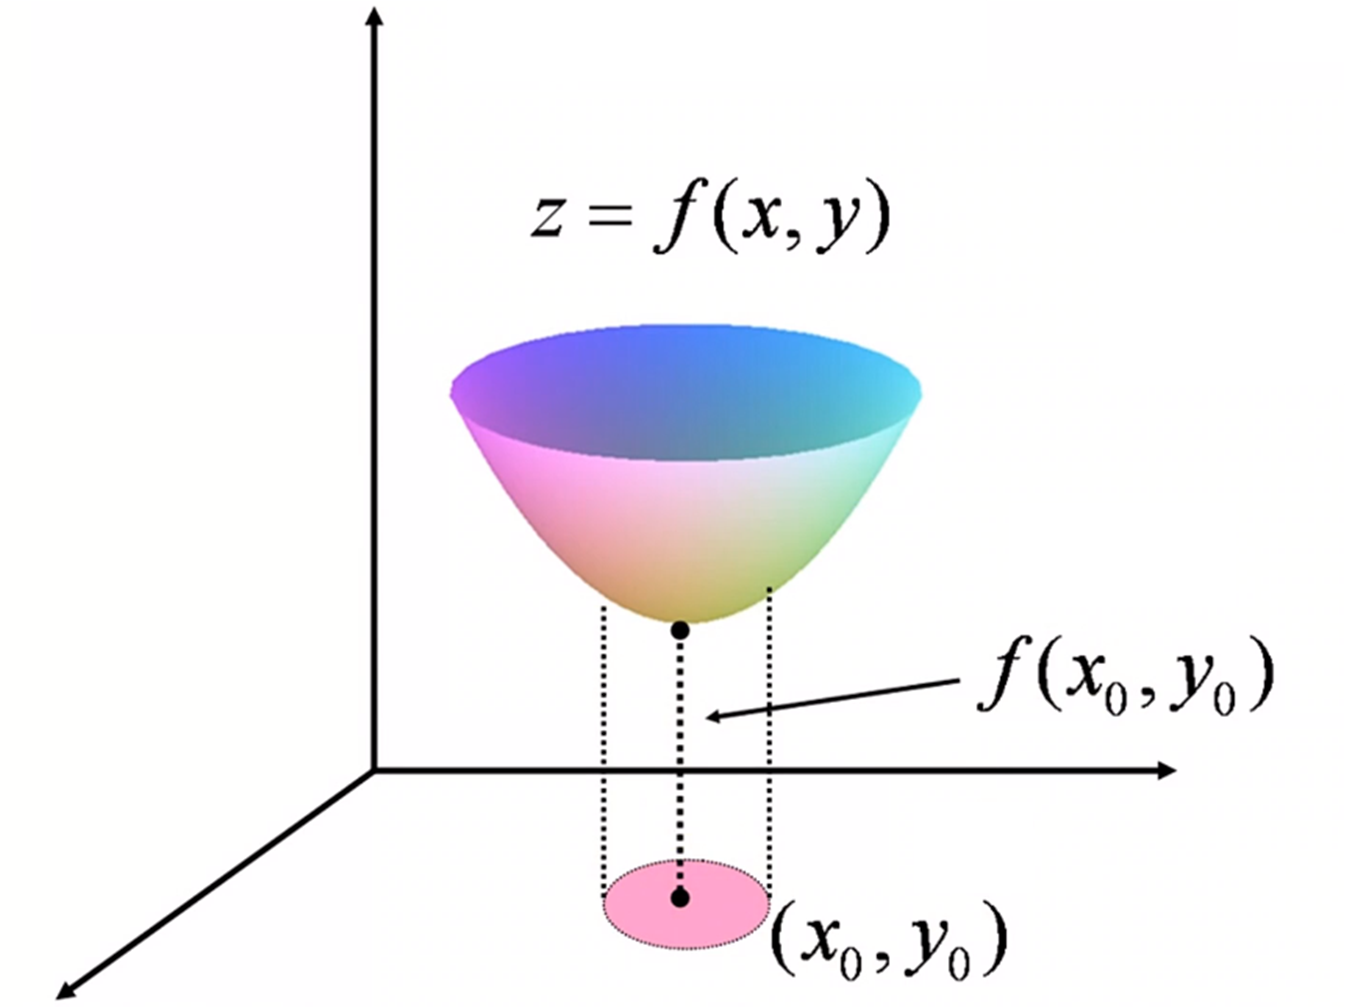 z = f(x, y)
f(x₀, y₀)
(x₀, y₀)